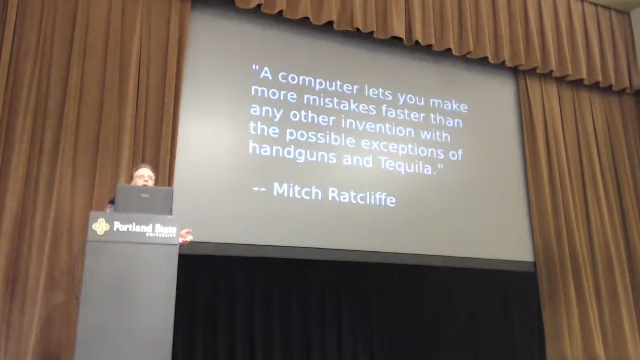 "A computer lets you make
more mistakes faster than
any other invention with
the possible exceptions of
handguns and Tequila."
-- Mitch Ratcliffe
Portland State
UNIVERSITY